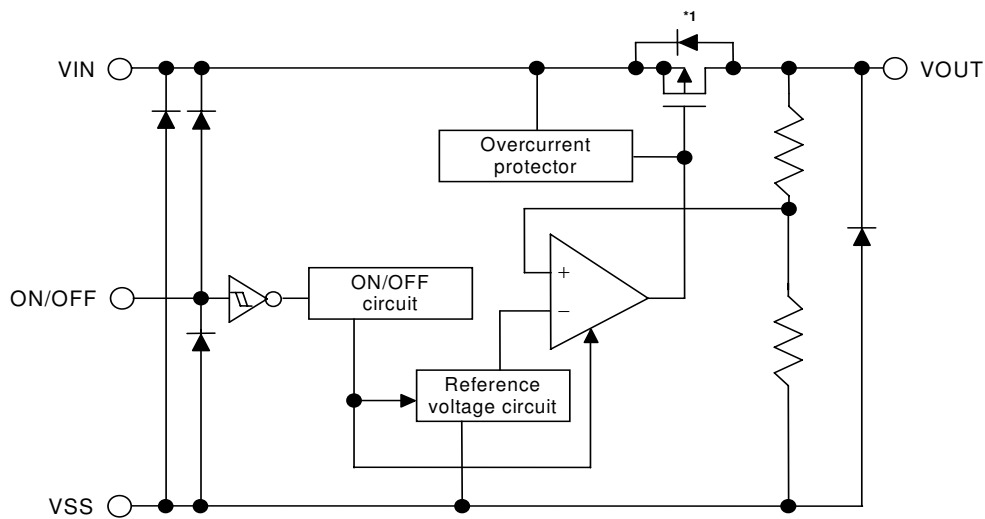 *1
VIN
VOUT
Overcurrent
protector
ON/OFF
ON/OFF
circuit
+
−
Reference
voltage circuit
VSS